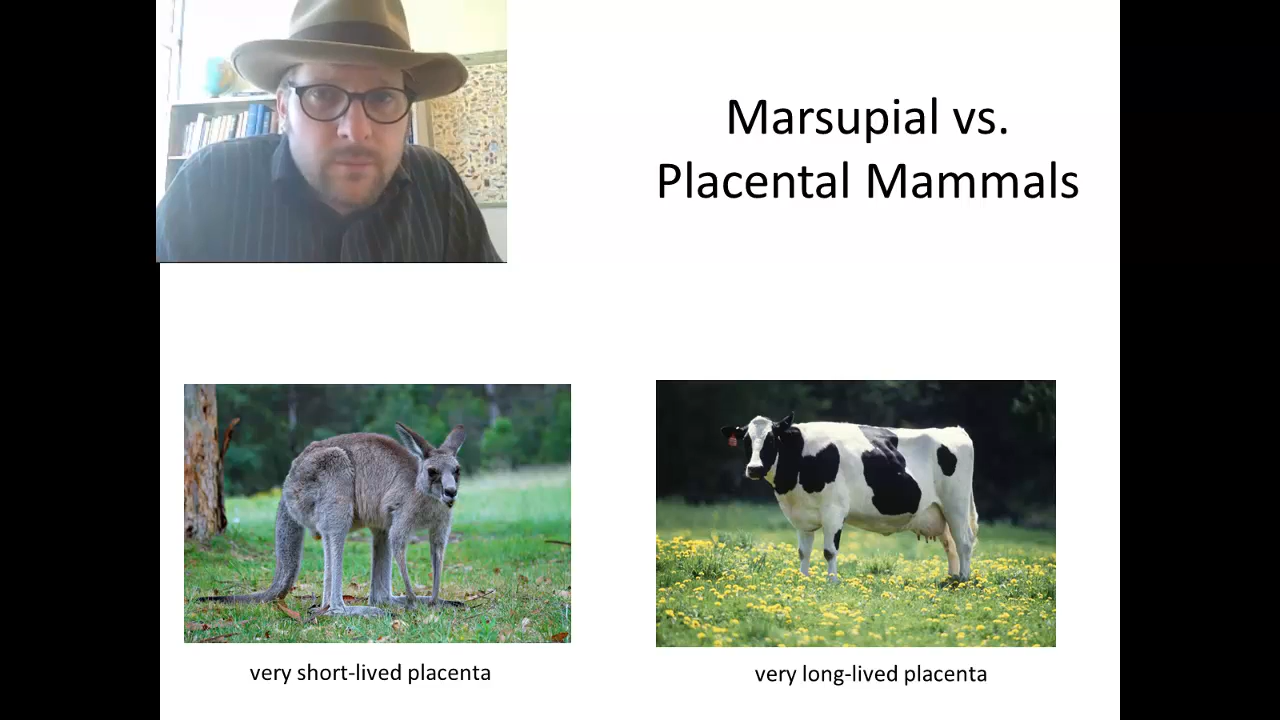 Marsupial vs.
Placental Mammals
very short-lived placenta
very long-lived placenta